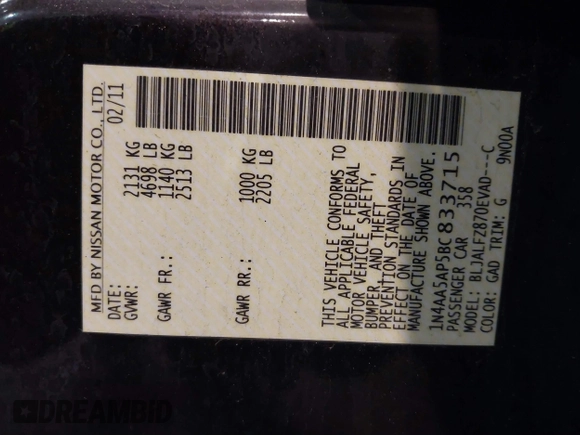 MFD BY NISSAN MOTOR CO., LTD.
DATE: 02/11
GVWR: 2131 KG
4698 LB
GAWR FR.: 1140 KG
2513 LB
GAWR RR.: 1000 KG
2205 LB
THIS VEHICLE CONFORMS TO
ALL APPLICABLE FEDERAL
MOTOR VEHICLE SAFETY,
BUMPER, AND THEFT
PREVENTION STANDARDS IN
EFFECT ON THE DATE OF
MANUFACTURE SHOWN ABOVE.
1N4AA5AP5BC833715
PASSENGER CAR 358
MODEL: BLJALFZ870EVAD---C
COLOR: GAD TRIM: G 9N00A
DREAMBID